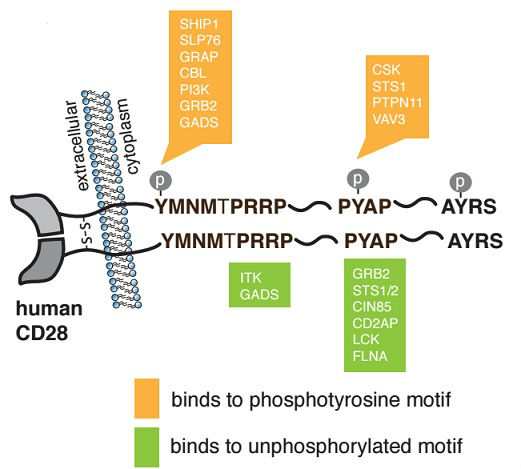 SHIP1
SLP76
GRAP
CBL
PI3K
GRB2
GADS
CSK
STS1
PTPN11
VAV3
extracellular
cytoplasm
p
p
p
YMNMTPRRP PYAP AYRS
-S-S-
YMNMTPRRP PYAP AYRS
human
CD28
ITK
GADS
GRB2
STS1/2
CIN85
CD2AP
LCK
FLNA
binds to phosphotyrosine motif
binds to unphosphorylated motif